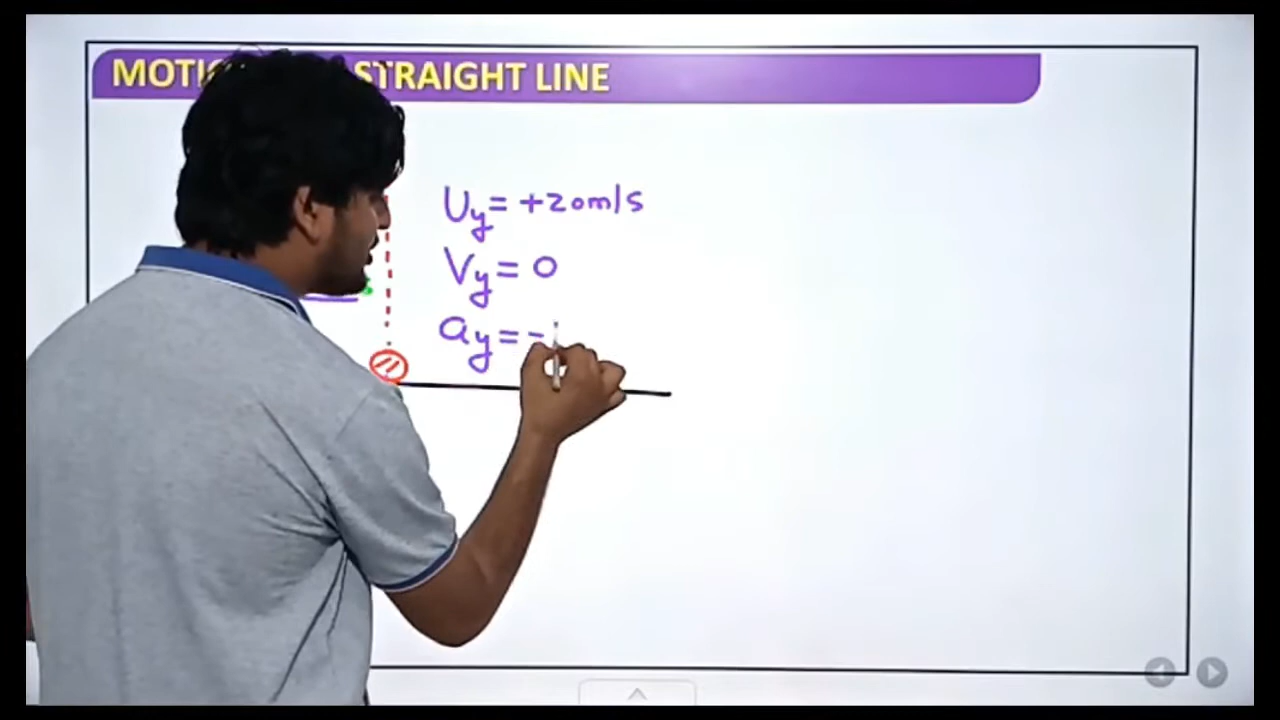 MOTI STRAIGHT LINE
Uy = +20m/s
Vy = 0
ay = -